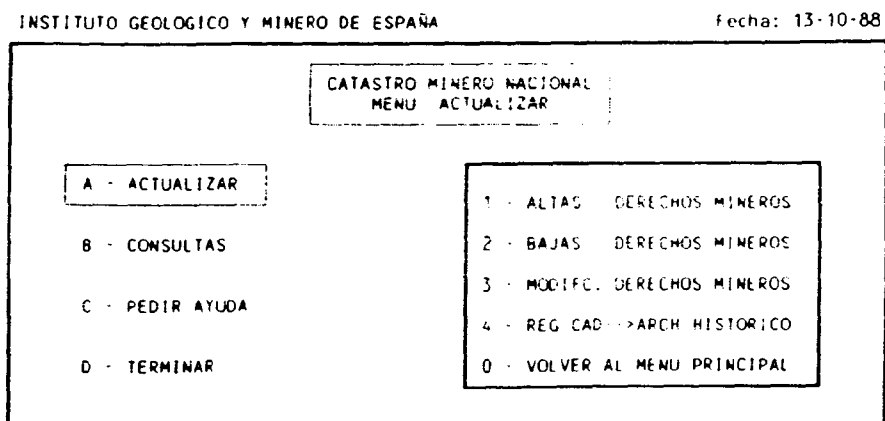 INSTITUTO GEOLOGICO Y MINERO DE ESPAÑA
fecha: 13-10-88
CATASTRO MINERO NACIONAL
MENU ACTUALIZAR
A - ACTUALIZAR
B - CONSULTAS
C - PEDIR AYUDA
D - TERMINAR
1 - ALTAS DERECHOS MINEROS
2 - BAJAS DERECHOS MINEROS
3 - MODIFC. DERECHOS MINEROS
4 - REG CAD-->ARCH HISTORICO
0 - VOLVER AL MENU PRINCIPAL